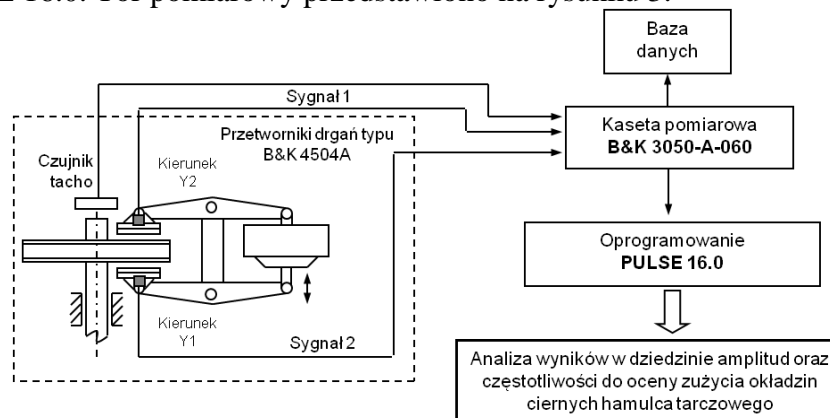 Tor pomiarowy przedstawiono na rysunku
Baza
danych
Sygnał 1
Przetworniki drgań typu
B&K 4504A
Kaseta pomiarowa
B&K 3050-A-060
Czujnik
tacho
Kierunek
Y2
Oprogramowanie
PULSE 16.0
Kierunek
Y1
Sygnał 2
Analiza wyników w dziedzinie amplitud oraz
częstotliwości do oceny zużycia okładzin
ciernych hamulca tarczowego